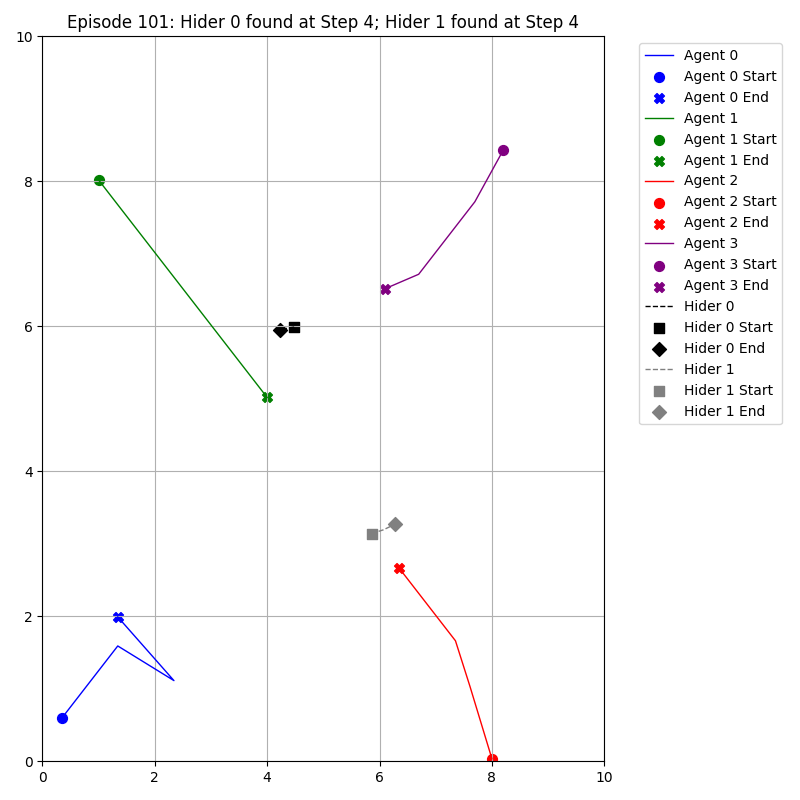 Episode 101: Hider 0 found at Step 4; Hider 1 found at Step 4
10
8
6
4
2
0
0 2 4 6 8 10
Agent 0
Agent 0 Start
Agent 0 End
Agent 1
Agent 1 Start
Agent 1 End
Agent 2
Agent 2 Start
Agent 2 End
Agent 3
Agent 3 Start
Agent 3 End
Hider 0
Hider 0 Start
Hider 0 End
Hider 1
Hider 1 Start
Hider 1 End